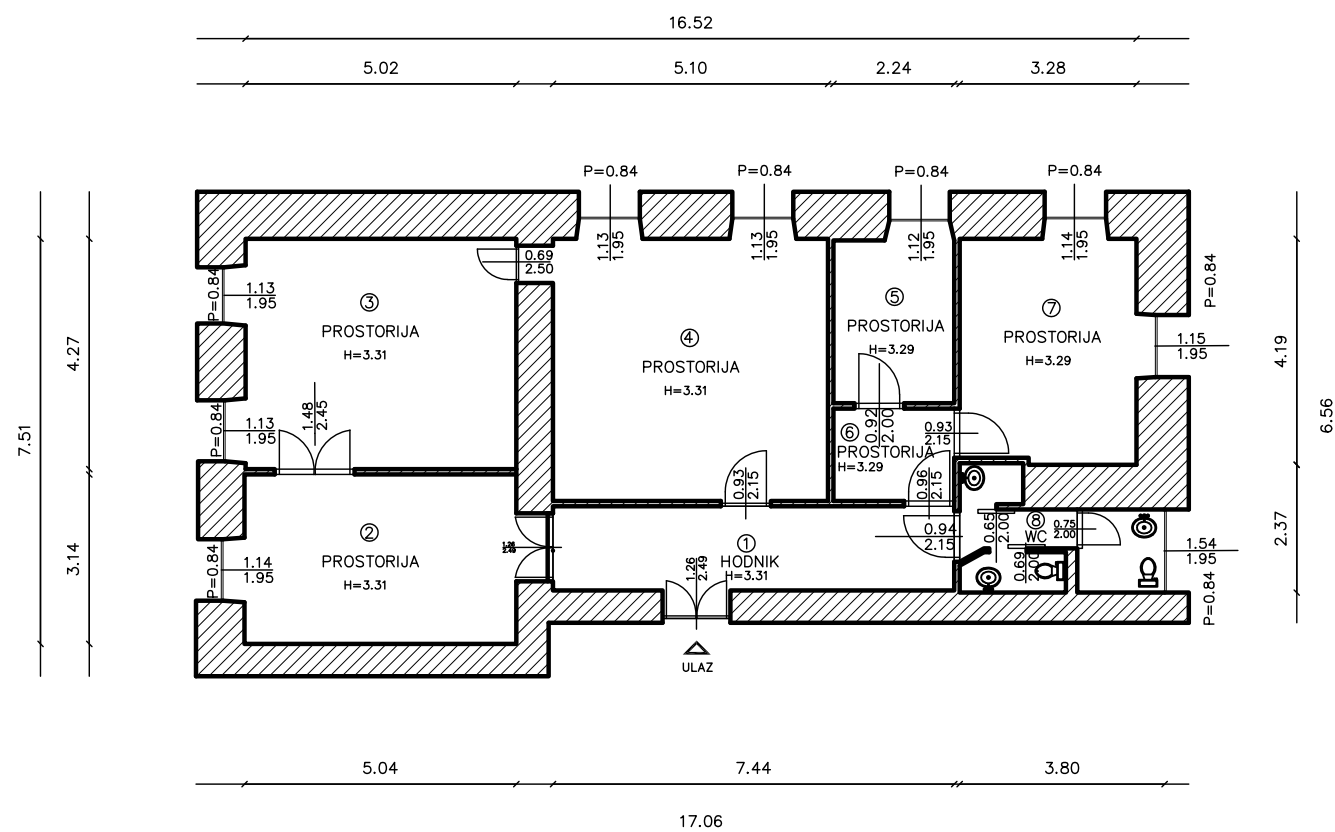 16.52
5.02 5.10 2.24 3.28
P=0.84 P=0.84 P=0.84 P=0.84
1.13
1.95
1.13
1.95
1.12
1.95
1.14
1.95
0.69
2.50
P=0.84
1.13
1.95
3
PROSTORIJA
H=3.31
4
PROSTORIJA
H=3.31
5
PROSTORIJA
H=3.29
7
PROSTORIJA
H=3.29
P=0.84
1.15
1.95
7.51
4.27
4.19
6.56
P=0.84
1.13
1.95
1.48
2.45
0.92
2.00
6
PROSTORIJA
H=3.29
0.93
2.15
0.93
2.15
0.96
2.15
3.14
2.37
P=0.84
1.14
1.95
2
PROSTORIJA
H=3.31
1
HODNIK
H=3.31
1.26
2.49
0.94
2.15
0.65
2.00
8
WC
0.75
2.00
0.69
2.00
1.54
1.95
P=0.84
ULAZ
5.04 7.44 3.80
17.06